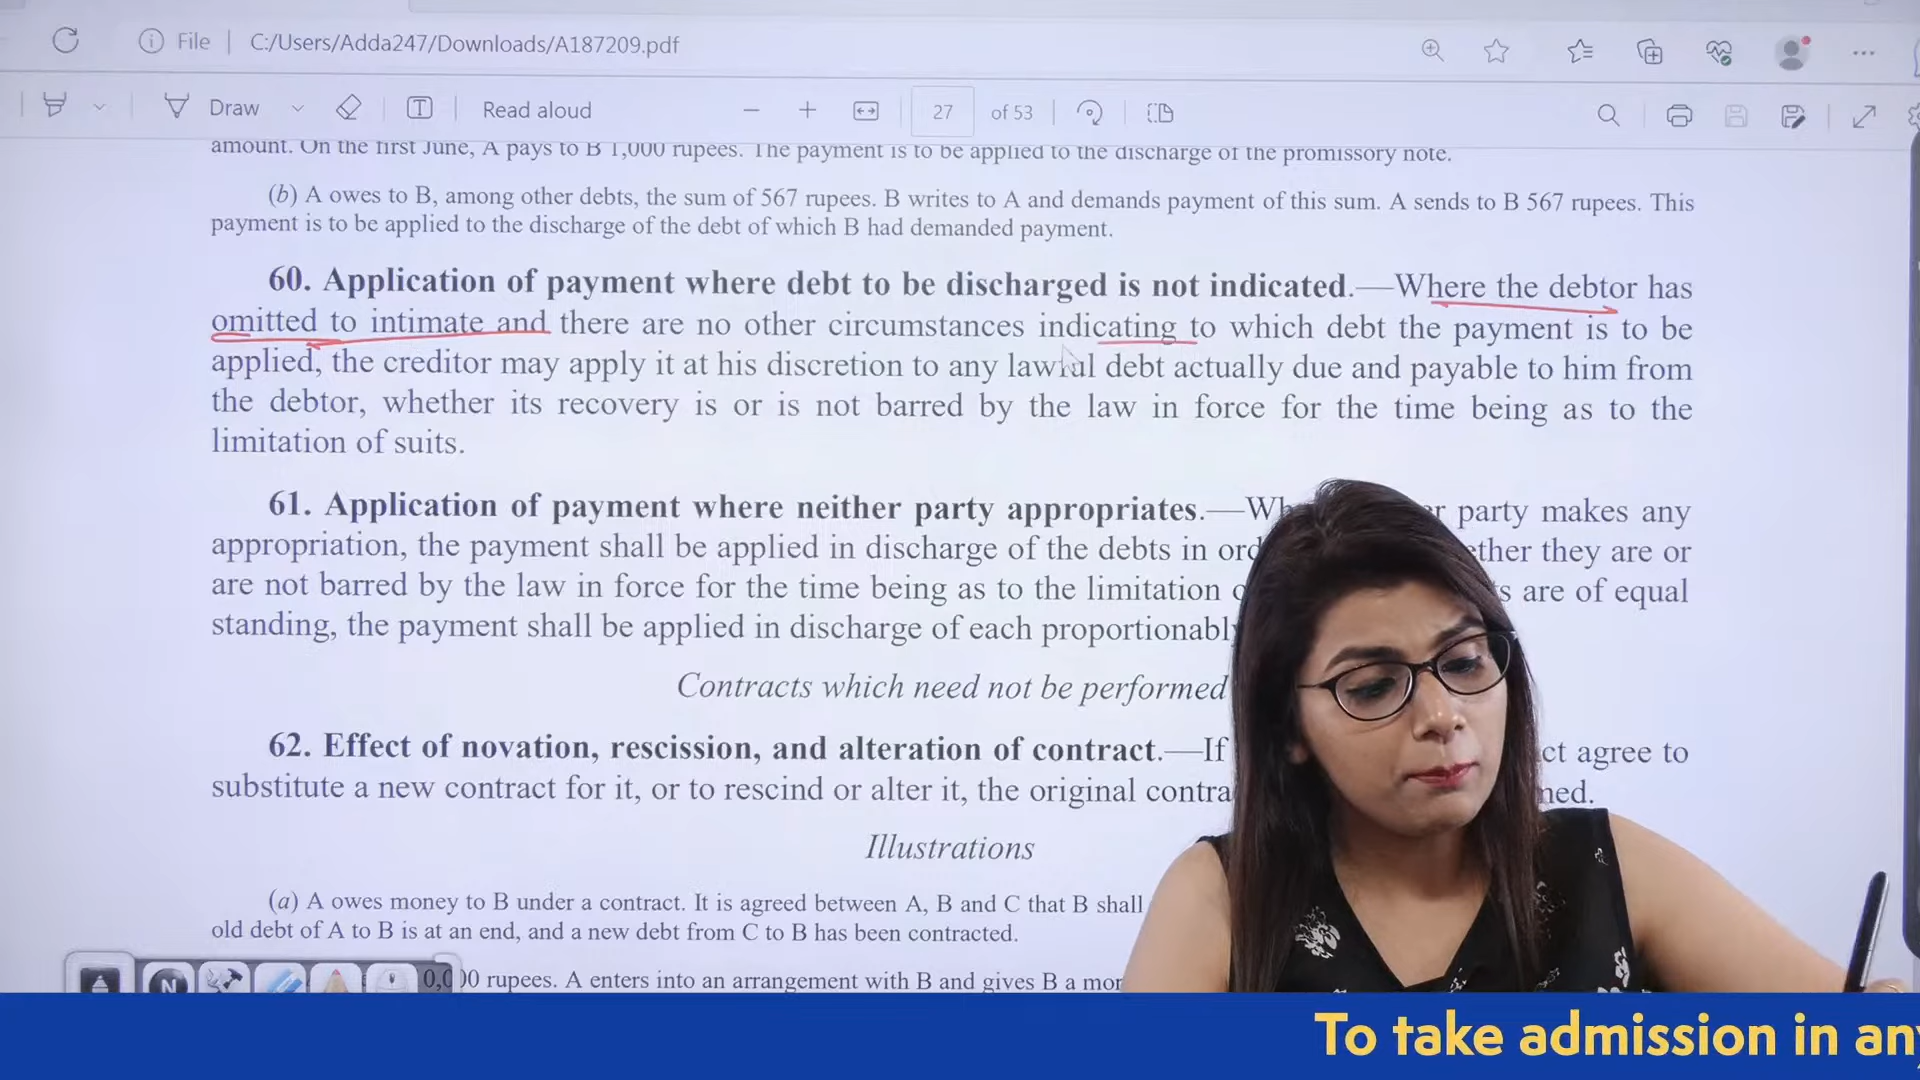 File C:/Users/Adda247/Downloads/A187209.pdf
Draw Read aloud 27 of 53
amount. On the first June, A pays to B 1,000 rupees. The payment is to be applied to the discharge of the promissory note.
(b) A owes to B, among other debts, the sum of 567 rupees. B writes to A and demands payment of this sum. A sends to B 567 rupees. This
payment is to be applied to the discharge of the debt of which B had demanded payment.
60. Application of payment where debt to be discharged is not indicated.—Where the debtor has
omitted to intimate and there are no other circumstances indicating to which debt the payment is to be
applied, the creditor may apply it at his discretion to any lawful debt actually due and payable to him from
the debtor, whether its recovery is or is not barred by the law in force for the time being as to the
limitation of suits.
61. Application of payment where neither party appropriates.— party makes any
appropriation, the payment shall be applied in discharge of the debts in they are or
are not barred by the law in force for the time being as to the limitation are of equal
standing, the payment shall be applied in discharge of each
Contracts which need not be performed
62. Effect of novation, rescission, and alteration of contract.—If agree to
substitute a new contract for it, or to rescind or alter it, the original
Illustrations
(a) A owes money to B under a contract. It is agreed between A, B and C that B shall
old debt of A to B is at an end, and a new debt from C to B has been contracted.
rupees. A enters into an arrangement with B and gives B a
N
To take admission in